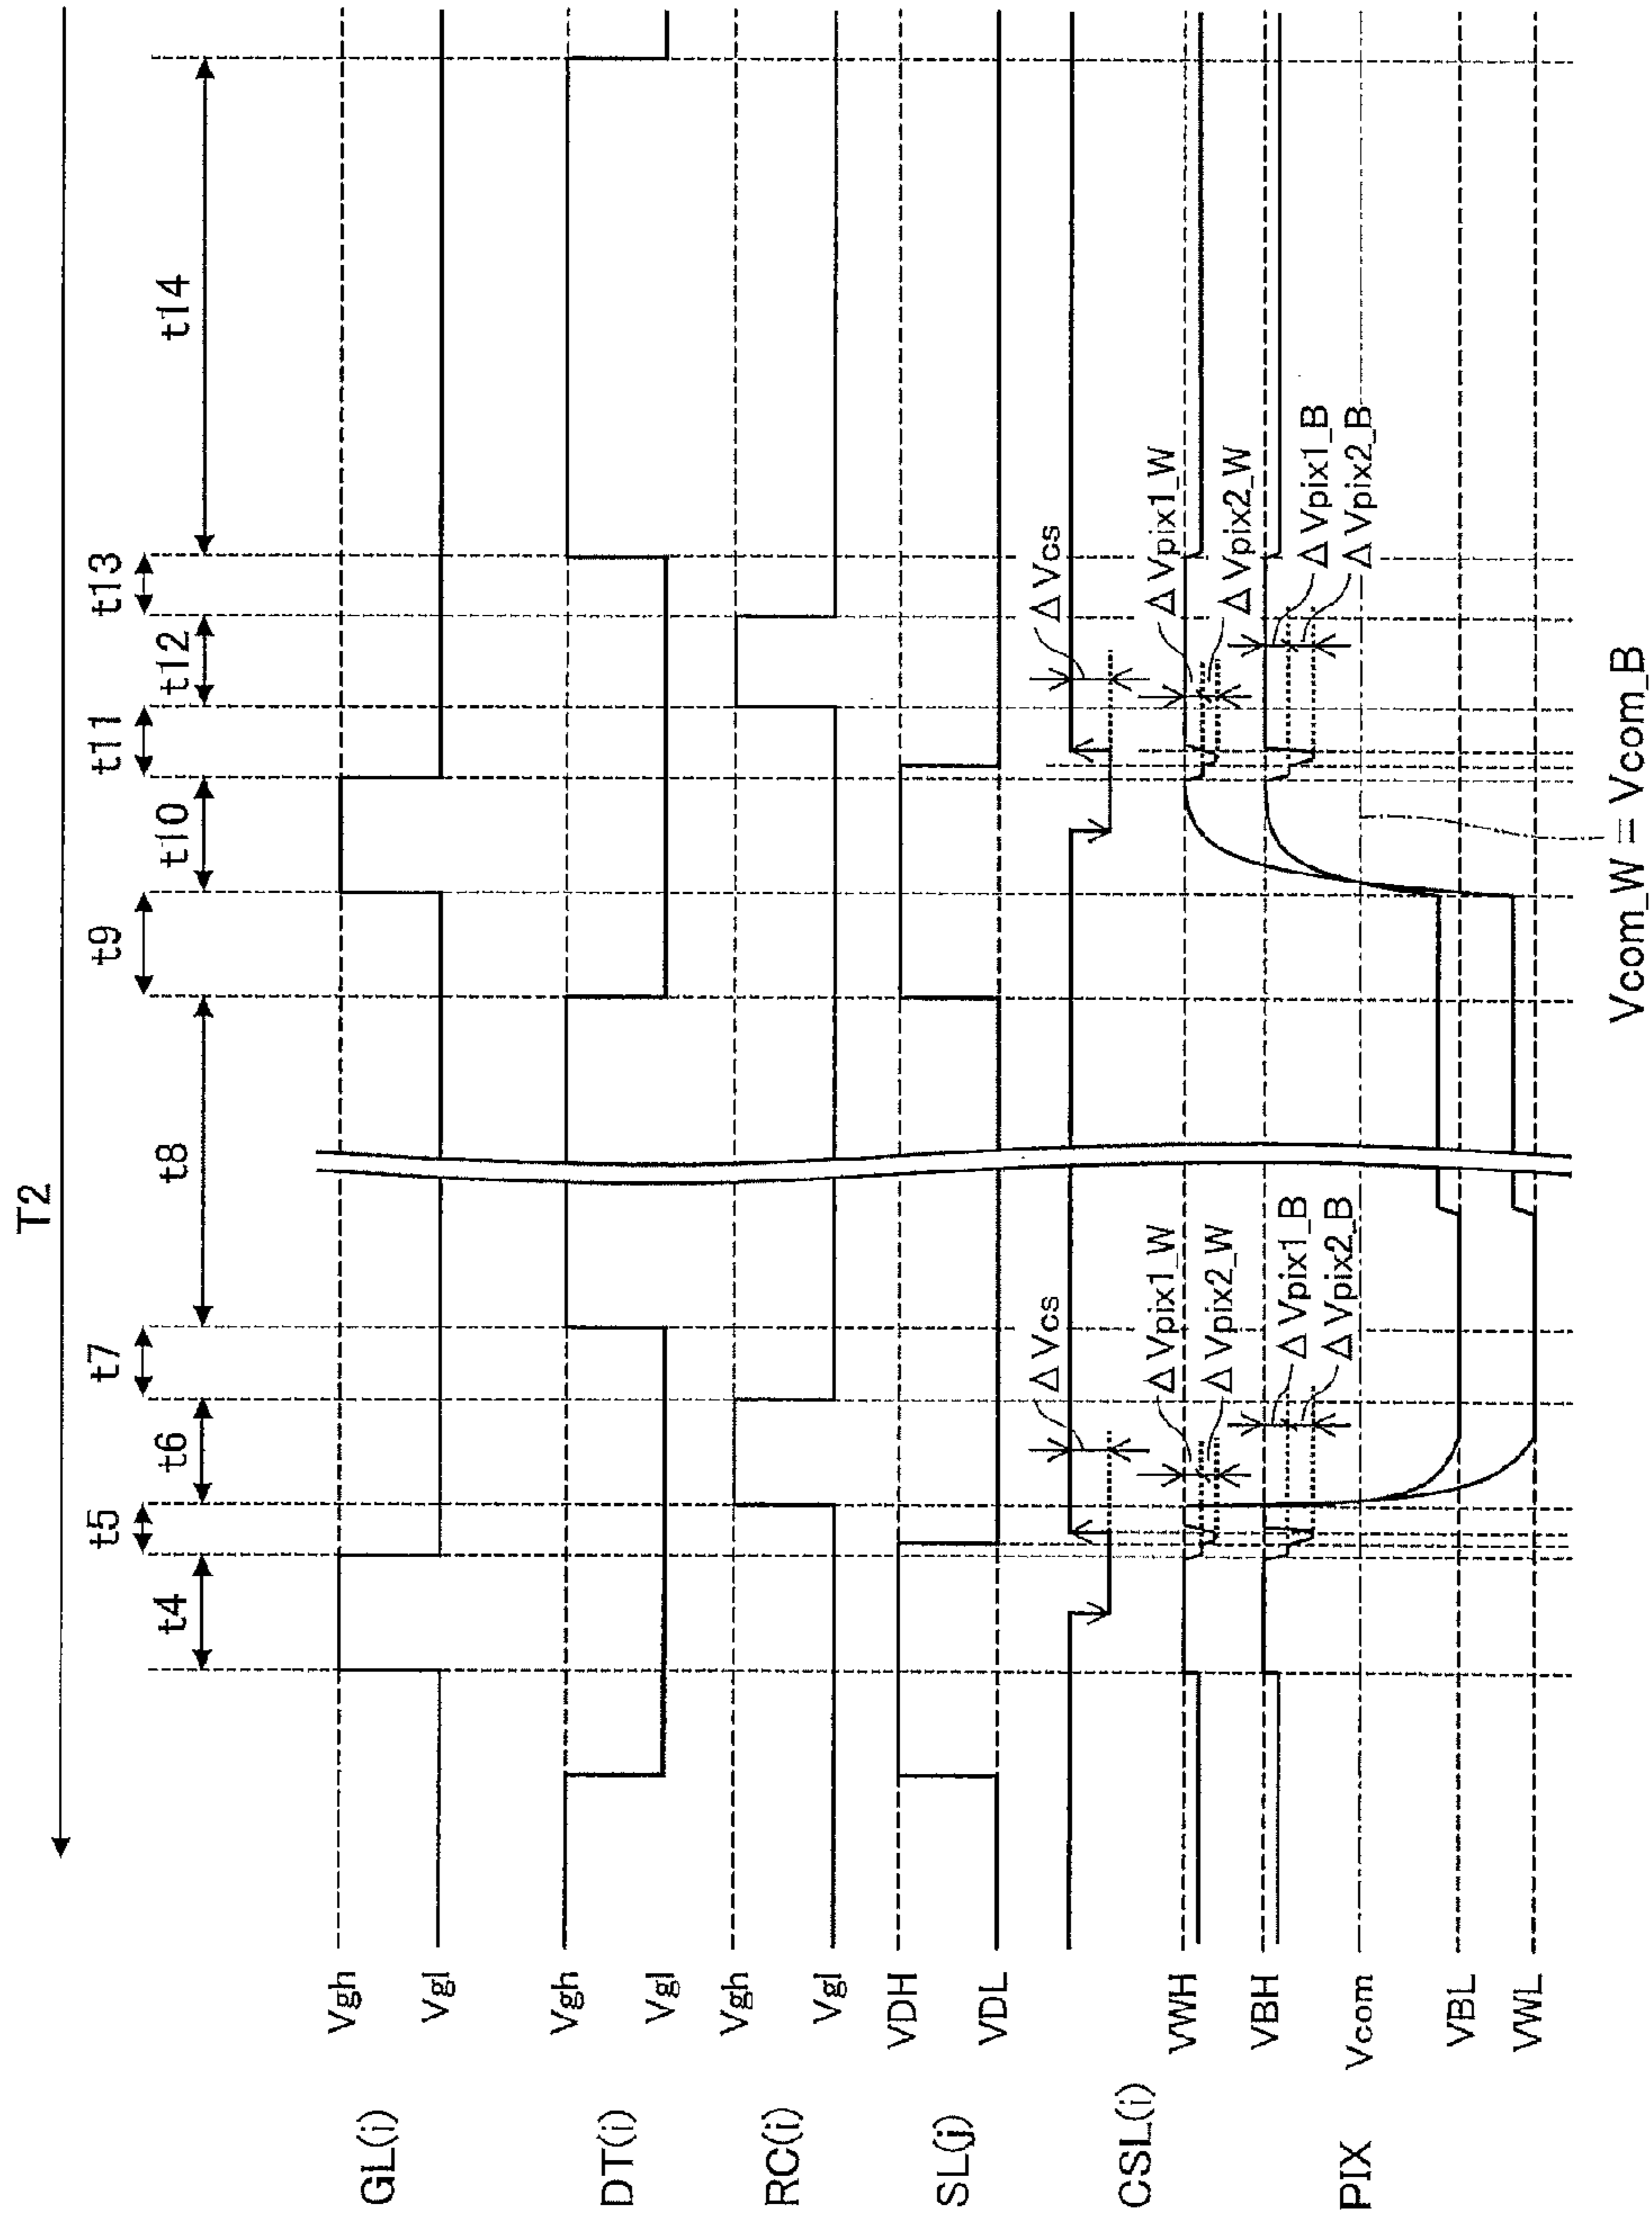 T2
t4
t5
t6
t7
t8
t9
t10
t11
t12
t13
t14
GL(i)
Vgh
Vgl
DT(i)
Vgh
Vgl
RC(i)
Vgh
Vgl
SL(j)
VDH
VDL
CSL(i)
ΔVcs
ΔVcs
PIX
VWH
VBH
Vcom
VBL
VWL
ΔVpix1_W
ΔVpix2_W
ΔVpix1_B
ΔVpix2_B
ΔVpix1_W
ΔVpix2_W
ΔVpix1_B
ΔVpix2_B
Vcom_W = Vcom_B